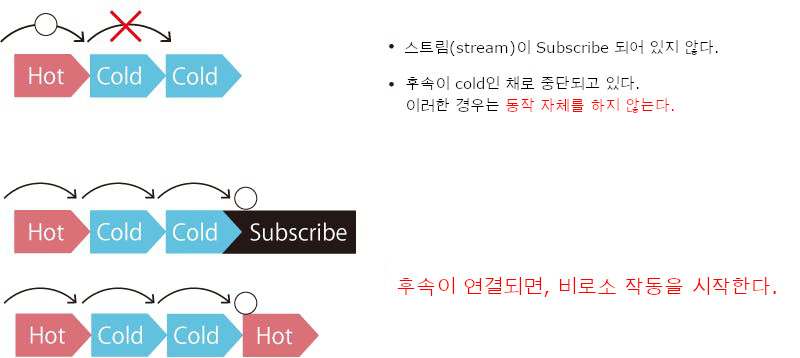 Hot Cold Cold
• 스트림(stream)이 Subscribe 되어 있지 않다.
• 후속이 cold인 채로 중단되고 있다.
이러한 경우는 동작 자체를 하지 않는다.
Hot Cold Cold Subscribe
후속이 연결되면, 비로소 작동을 시작한다.
Hot Cold Cold Hot